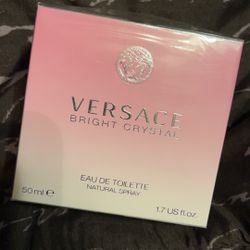 VERSACE
BRIGHT CRYSTAL
EAU DE TOILETTE
NATURAL SPRAY
50 ml ℮
1.7 US fl.oz.